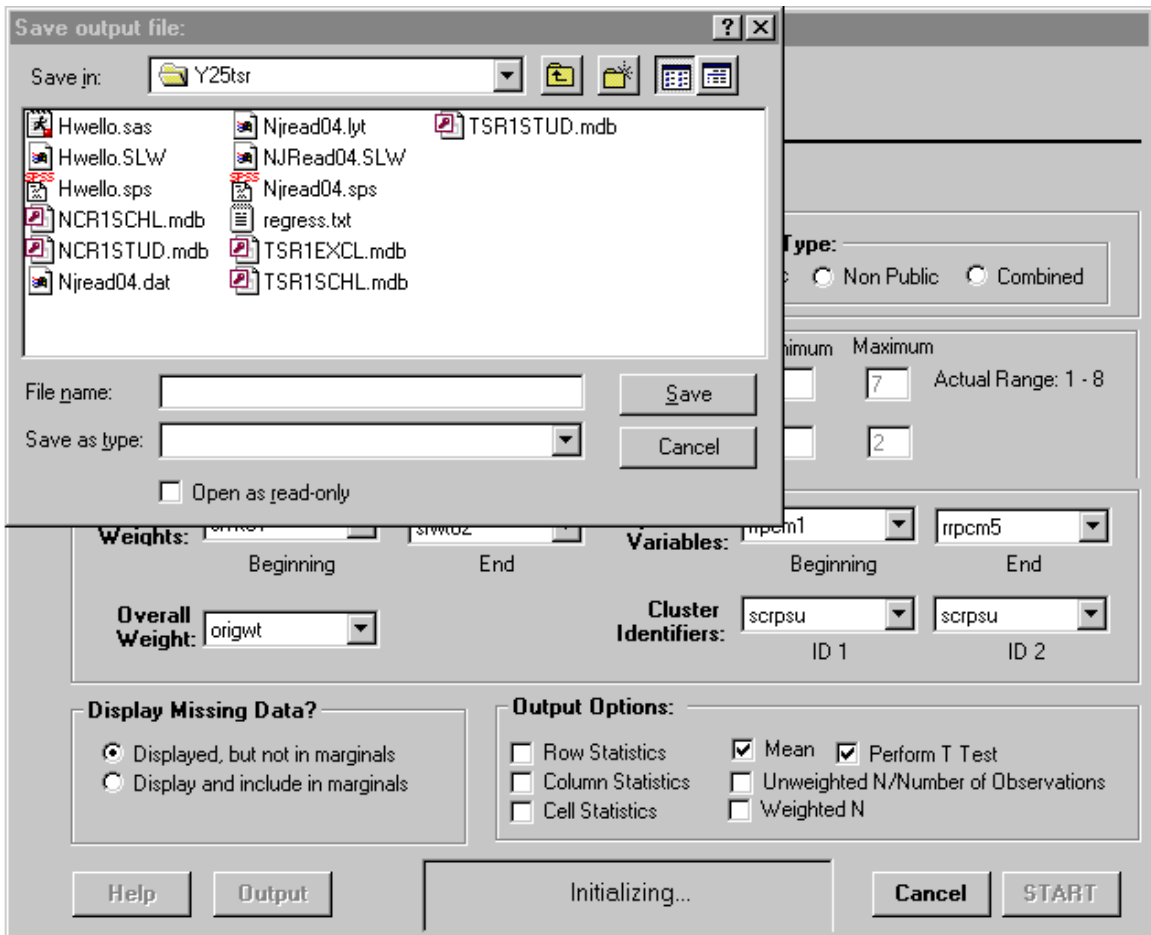 Save output file:
Save in: Y25tsr
Hwello.sas
Hwello.SLW
SPSS
Hwello.sps
NCR1SCHL.mdb
NCR1STUD.mdb
Njread04.dat
Njread04.lyt
NJRead04.SLW
SPSS
Njread04.sps
regress.txt
TSR1EXCL.mdb
TSR1SCHL.mdb
TSR1STUD.mdb
File name: Save
Save as type: Cancel
Open as read-only
Type:
Non Public Combined
Maximum
7 Actual Range: 1 - 8
2
Weights:
Beginning End
Variables: rrpcm5
Beginning End
Overall
Weight: origwt
Cluster
Identifiers: scrpsu scrpsu
ID 1 ID 2
Display Missing Data?
Displayed, but not in marginals
Display and include in marginals
Output Options:
Row Statistics Mean Perform T Test
Column Statistics Unweighted N/Number of Observations
Cell Statistics Weighted N
Help Output Initializing... Cancel START